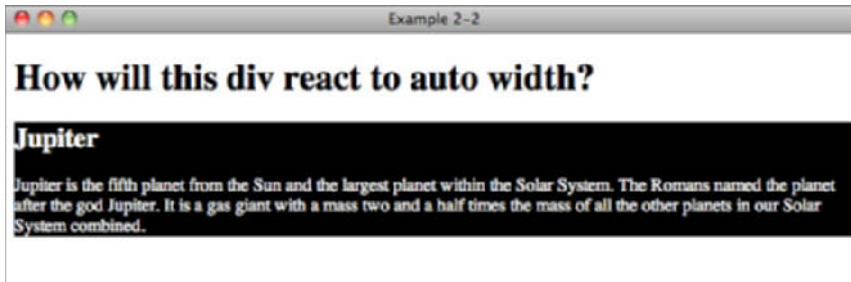 Example 2-2
How will this div react to auto width?
Jupiter
Jupiter is the fifth planet from the Sun and the largest planet within the Solar System. The Romans named the planet
after the god Jupiter. It is a gas giant with a mass two and a half times the mass of all the other planets in our Solar
System combined.